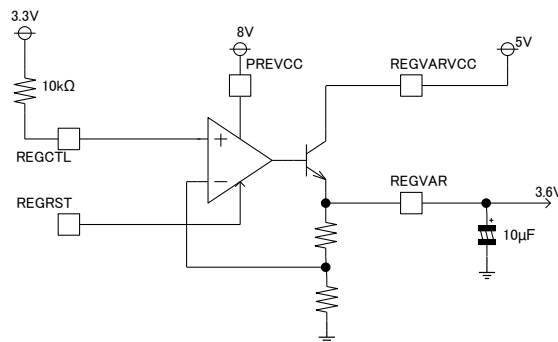 3.3V
8V
5V
PREVCC
REGVARVCC
10kΩ
+
REGCTL
−
REGRST
REGVAR
3.6V
+
10μF